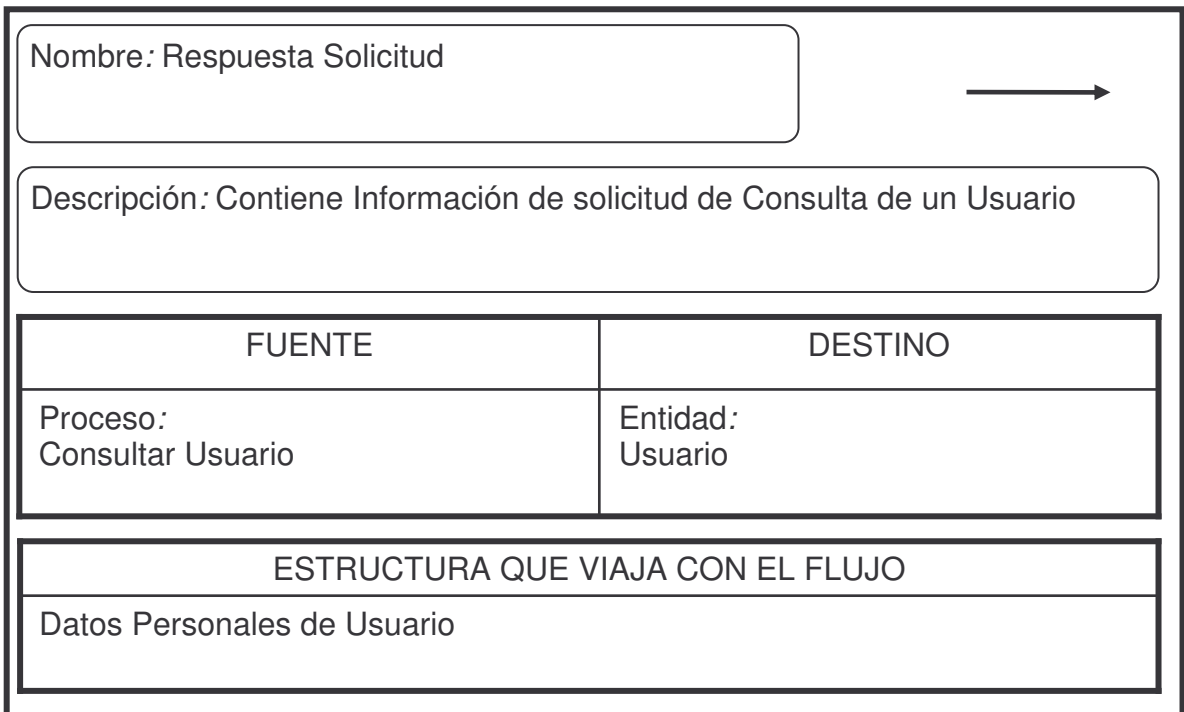 Nombre: Respuesta Solicitud
Descripción: Contiene Información de solicitud de Consulta de un Usuario
FUENTE
DESTINO
Proceso:
Consultar Usuario
Entidad:
Usuario
ESTRUCTURA QUE VIAJA CON EL FLUJO
Datos Personales de Usuario